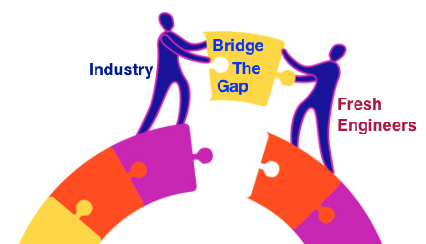 Bridge
The
Gap
Industry
Fresh
Engineers